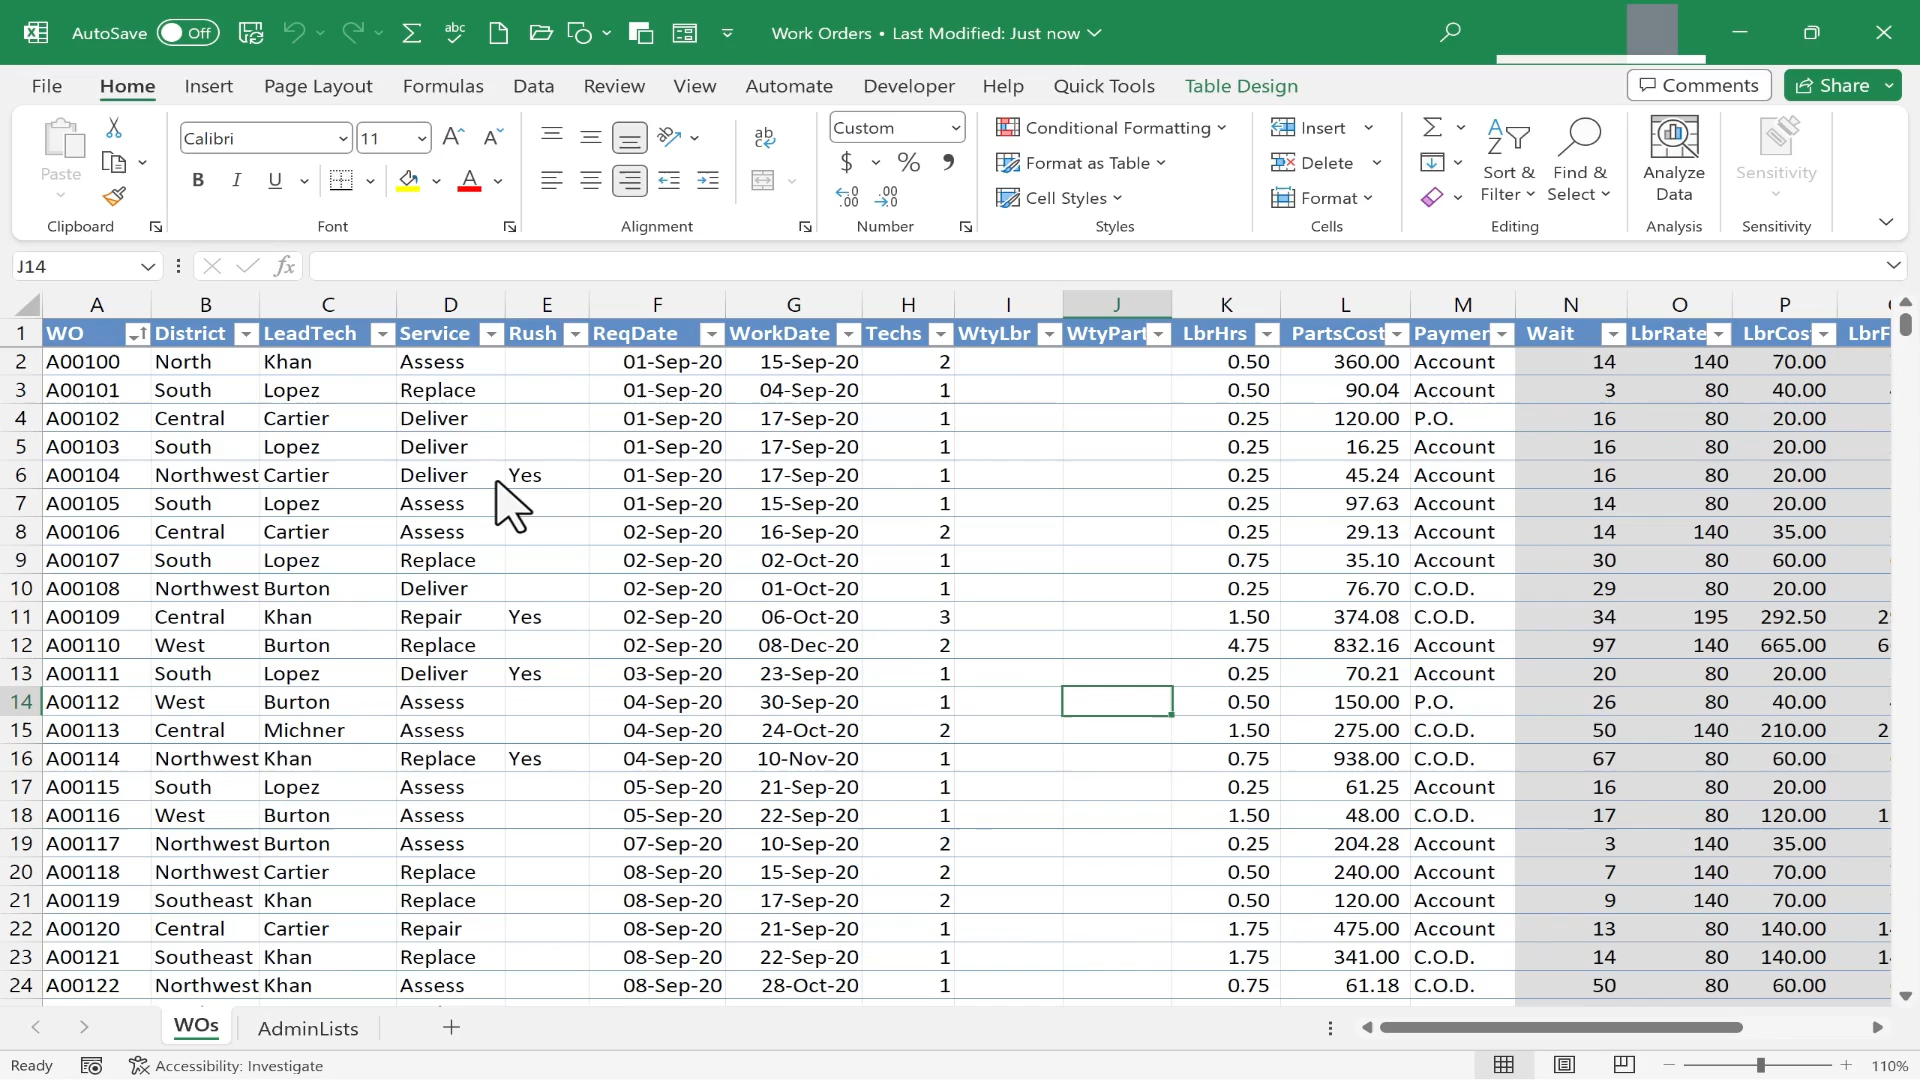 AutoSave Off abc Work Orders • Last Modified: Just now
File Home Insert Page Layout Formulas Data Review View Automate Developer Help Quick Tools Table Design Comments Share
Paste
Clipboard
Calibri 11
B I U A
Font
ab
Alignment
Custom
$ % 9
Number
Conditional Formatting
Format as Table
Cell Styles
Styles
Insert
Delete
Format
Cells
Sort & Filter
Find & Select
Editing
Analyze Data
Analysis
Sensitivity
Sensitivity
J14 fx
A B C D E F G H I J K L M N O P
1 WO District LeadTech Service Rush ReqDate WorkDate Techs WtyLbr WtyPart LbrHrs PartsCost Paymer Wait LbrRate LbrCos LbrF
2 A00100 North Khan Assess 01-Sep-20 15-Sep-20 2 0.50 360.00 Account 14 140 70.00
3 A00101 South Lopez Replace 01-Sep-20 04-Sep-20 1 0.50 90.04 Account 3 80 40.00
4 A00102 Central Cartier Deliver 01-Sep-20 17-Sep-20 1 0.25 120.00 P.O. 16 80 20.00
5 A00103 South Lopez Deliver 01-Sep-20 17-Sep-20 1 0.25 16.25 Account 16 80 20.00
6 A00104 Northwest Cartier Deliver Yes 01-Sep-20 17-Sep-20 1 0.25 45.24 Account 16 80 20.00
7 A00105 South Lopez Assess 01-Sep-20 15-Sep-20 1 0.25 97.63 Account 14 80 20.00
8 A00106 Central Cartier Assess 02-Sep-20 16-Sep-20 2 0.25 29.13 Account 14 140 35.00
9 A00107 South Lopez Replace 02-Sep-20 02-Oct-20 1 0.75 35.10 Account 30 80 60.00
10 A00108 Northwest Burton Deliver 02-Sep-20 01-Oct-20 1 0.25 76.70 C.O.D. 29 80 20.00
11 A00109 Central Khan Repair Yes 02-Sep-20 06-Oct-20 3 1.50 374.08 C.O.D. 34 195 292.50 2
12 A00110 West Burton Replace 02-Sep-20 08-Dec-20 2 4.75 832.16 Account 97 140 665.00 6
13 A00111 South Lopez Deliver Yes 03-Sep-20 23-Sep-20 1 0.25 70.21 Account 20 80 20.00
14 A00112 West Burton Assess 04-Sep-20 30-Sep-20 1 0.50 150.00 P.O. 26 80 40.00
15 A00113 Central Michner Assess 04-Sep-20 24-Oct-20 2 1.50 275.00 C.O.D. 50 140 210.00 2
16 A00114 Northwest Khan Replace Yes 04-Sep-20 10-Nov-20 1 0.75 938.00 C.O.D. 67 80 60.00
17 A00115 South Lopez Assess 05-Sep-20 21-Sep-20 1 0.25 61.25 Account 16 80 20.00
18 A00116 West Burton Assess 05-Sep-20 22-Sep-20 1 1.50 48.00 C.O.D. 17 80 120.00 1
19 A00117 Northwest Burton Assess 07-Sep-20 10-Sep-20 2 0.25 204.28 Account 3 140 35.00
20 A00118 Northwest Cartier Replace 08-Sep-20 15-Sep-20 2 0.50 240.00 Account 7 140 70.00
21 A00119 Southeast Khan Replace 08-Sep-20 17-Sep-20 2 0.50 120.00 Account 9 140 70.00
22 A00120 Central Cartier Repair 08-Sep-20 21-Sep-20 1 1.75 475.00 Account 13 80 140.00 1
23 A00121 Southeast Khan Replace 08-Sep-20 22-Sep-20 1 1.75 341.00 C.O.D. 14 80 140.00 1
24 A00122 Northwest Khan Assess 08-Sep-20 28-Oct-20 1 0.75 61.18 C.O.D. 50 80 60.00
WOs AdminLists
Ready Accessibility: Investigate 110%